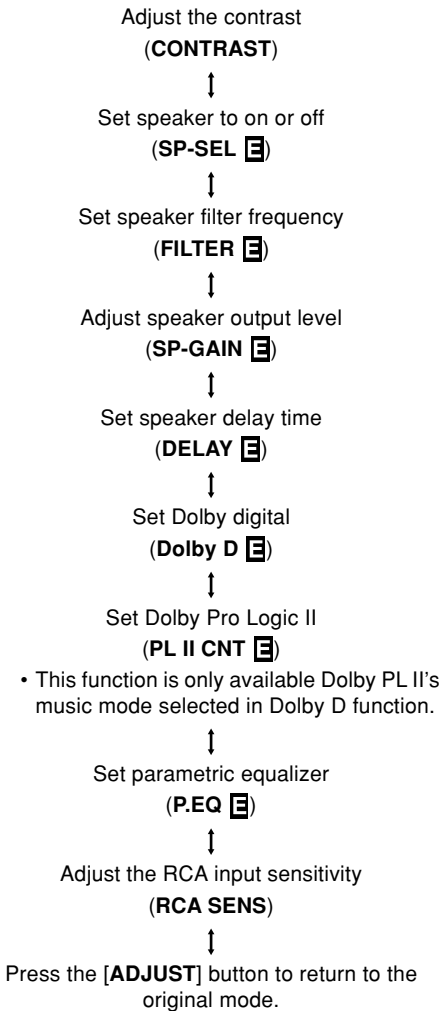 Adjust the contrast
(CONTRAST)
Set speaker to on or off
(SP-SEL E)
Set speaker filter frequency
(FILTER E)
Adjust speaker output level
(SP-GAIN E)
Set speaker delay time
(DELAY E)
Set Dolby digital
(Dolby D E)
Set Dolby Pro Logic II
(PL II CNT E)
• This function is only available Dolby PL II's
music mode selected in Dolby D function.
Set parametric equalizer
(P.EQ E)
Adjust the RCA input sensitivity
(RCA SENS)
Press the [ADJUST] button to return to the
original mode.